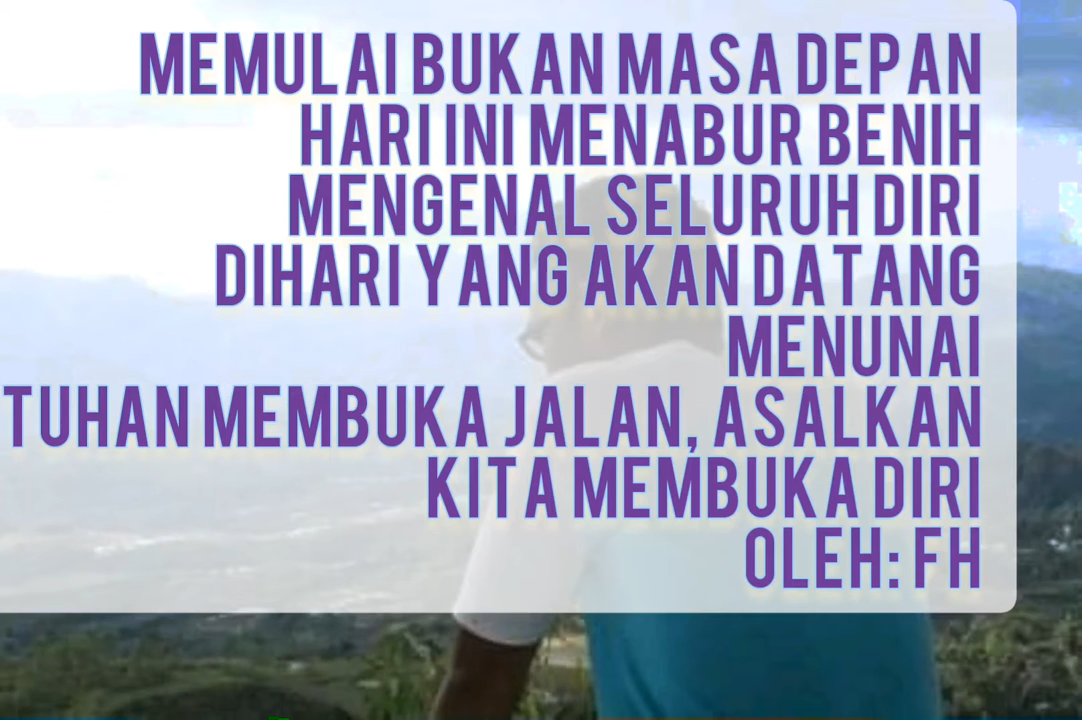 MEMULAI BUKAN MASA DEPAN
HARI INI MENABUR BENIH
MENGENAL SELURUH DIRI
DIHARI YANG AKAN DATANG
MENUNAI
TUHAN MEMBUKA JALAN, ASALKAN
KITA MEMBUKA DIRI
OLEH: FH